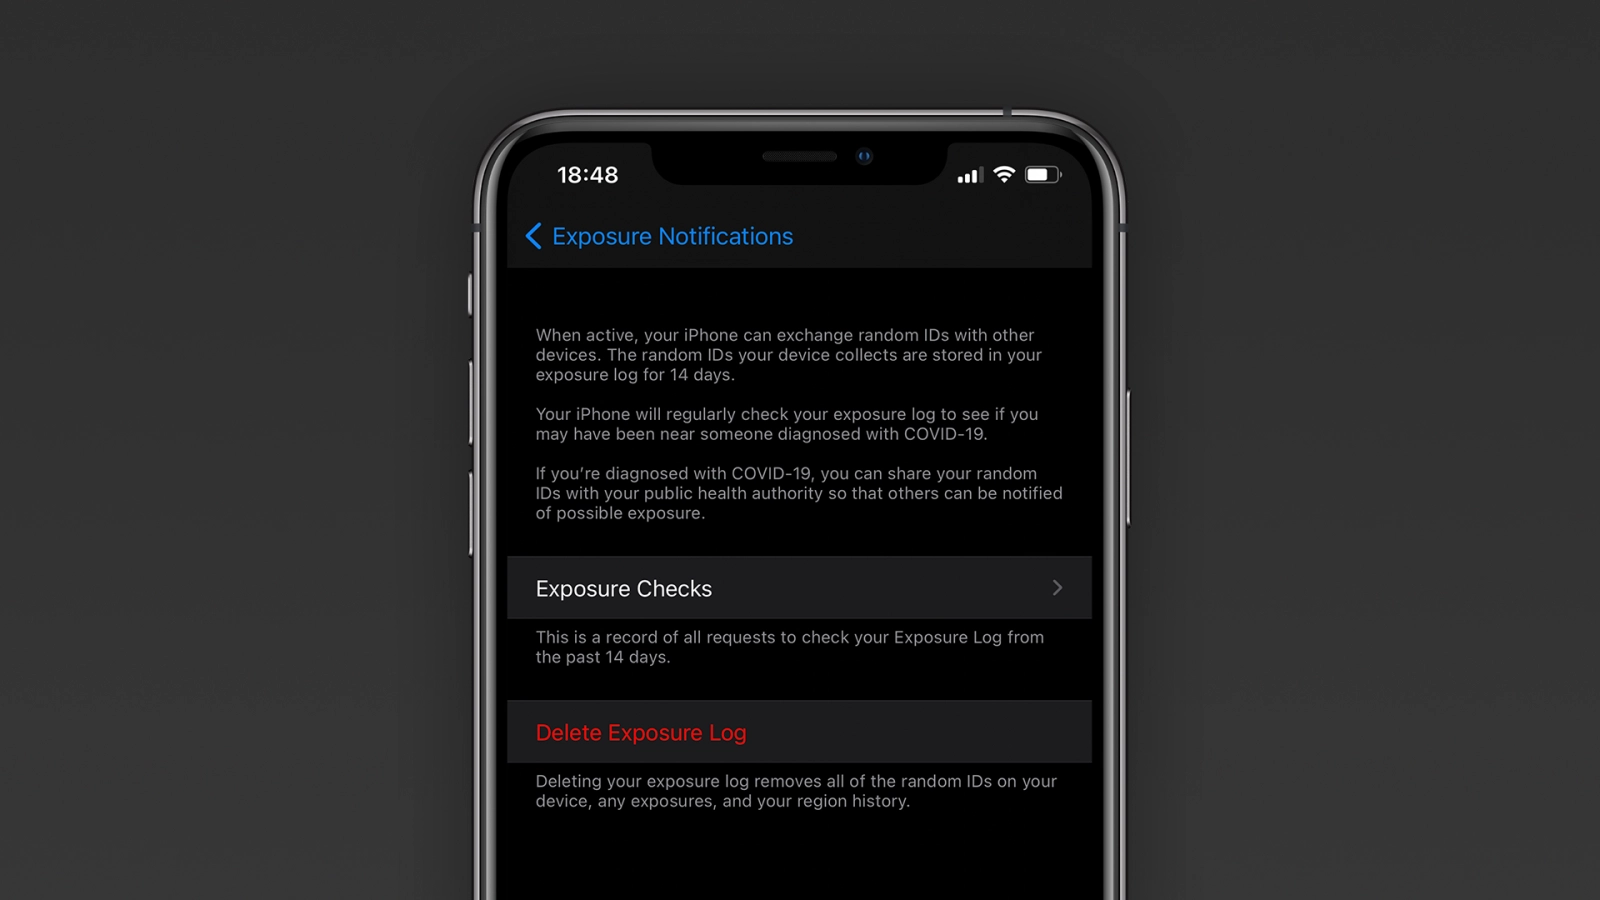 18:48
Exposure Notifications
When active, your iPhone can exchange random IDs with other
devices. The random IDs your device collects are stored in your
exposure log for 14 days.
Your iPhone will regularly check your exposure log to see if you
may have been near someone diagnosed with COVID-19.
If you’re diagnosed with COVID-19, you can share your random
IDs with your public health authority so that others can be notified
of possible exposure.
Exposure Checks
This is a record of all requests to check your Exposure Log from
the past 14 days.
Delete Exposure Log
Deleting your exposure log removes all of the random IDs on your
device, any exposures, and your region history.